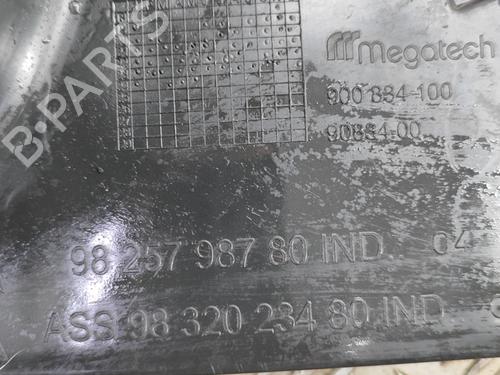 Megatech
900 884-100
90884-00
98 257 987 80 IND.. 04
ASS 98 320 234 80 IND
B-PARTS